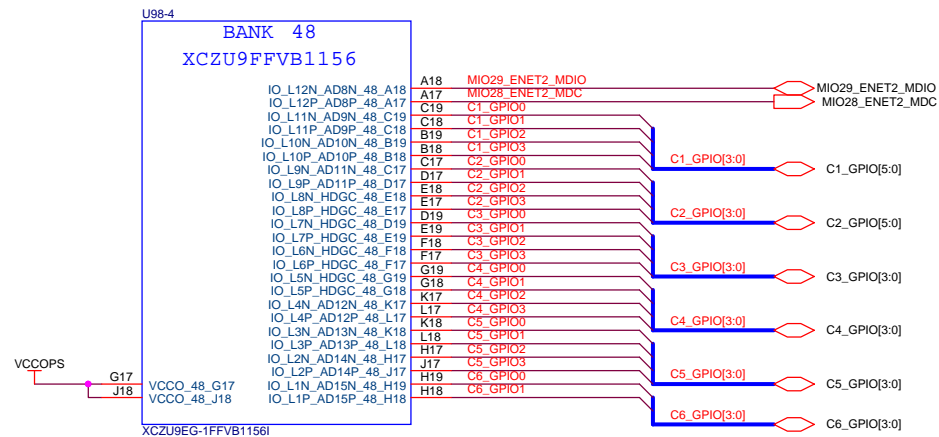 U98-4
BANK 48
XCZU9FFVB1156
IO_L12N_AD8N_48_A18 A18 MIO29_ENET2_MDIO MIO29_ENET2_MDIO
IO_L12P_AD8P_48_A17 A17 MIO28_ENET2_MDC MIO28_ENET2_MDC
IO_L11N_AD9N_48_C19 C19 C1_GPIO0
IO_L11P_AD9P_48_C18 C18 C1_GPIO1
IO_L10N_AD10N_48_B19 B19 C1_GPIO2
IO_L10P_AD10P_48_B18 B18 C1_GPIO3 C1_GPIO[3:0] C1_GPIO[5:0]
IO_L9N_AD11N_48_C17 C17 C2_GPIO0
IO_L9P_AD11P_48_D17 D17 C2_GPIO1
IO_L8N_HDGC_48_E18 E18 C2_GPIO2
IO_L8P_HDGC_48_E17 E17 C2_GPIO3 C2_GPIO[3:0] C2_GPIO[5:0]
IO_L7N_HDGC_48_D19 D19 C3_GPIO0
IO_L7P_HDGC_48_E19 E19 C3_GPIO1
IO_L6N_HDGC_48_F18 F18 C3_GPIO2
IO_L6P_HDGC_48_F17 F17 C3_GPIO3 C3_GPIO[3:0] C3_GPIO[3:0]
IO_L5N_HDGC_48_G19 G19 C4_GPIO0
IO_L5P_HDGC_48_G18 G18 C4_GPIO1
IO_L4N_AD12N_48_K17 K17 C4_GPIO2
IO_L4P_AD12P_48_L17 L17 C4_GPIO3 C4_GPIO[3:0] C4_GPIO[3:0]
IO_L3N_AD13N_48_K18 K18 C5_GPIO0
IO_L3P_AD13P_48_L18 L18 C5_GPIO1
IO_L2N_AD14N_48_H17 H17 C5_GPIO2
IO_L2P_AD14P_48_J17 J17 C5_GPIO3 C5_GPIO[3:0] C5_GPIO[3:0]
VCCOPS
G17 VCCO_48_G17 IO_L1N_AD15N_48_H19 H19 C6_GPIO0
J18 VCCO_48_J18 IO_L1P_AD15P_48_H18 H18 C6_GPIO1
C6_GPIO[3:0] C6_GPIO[3:0]
XCZU9EG-1FFVB1156I